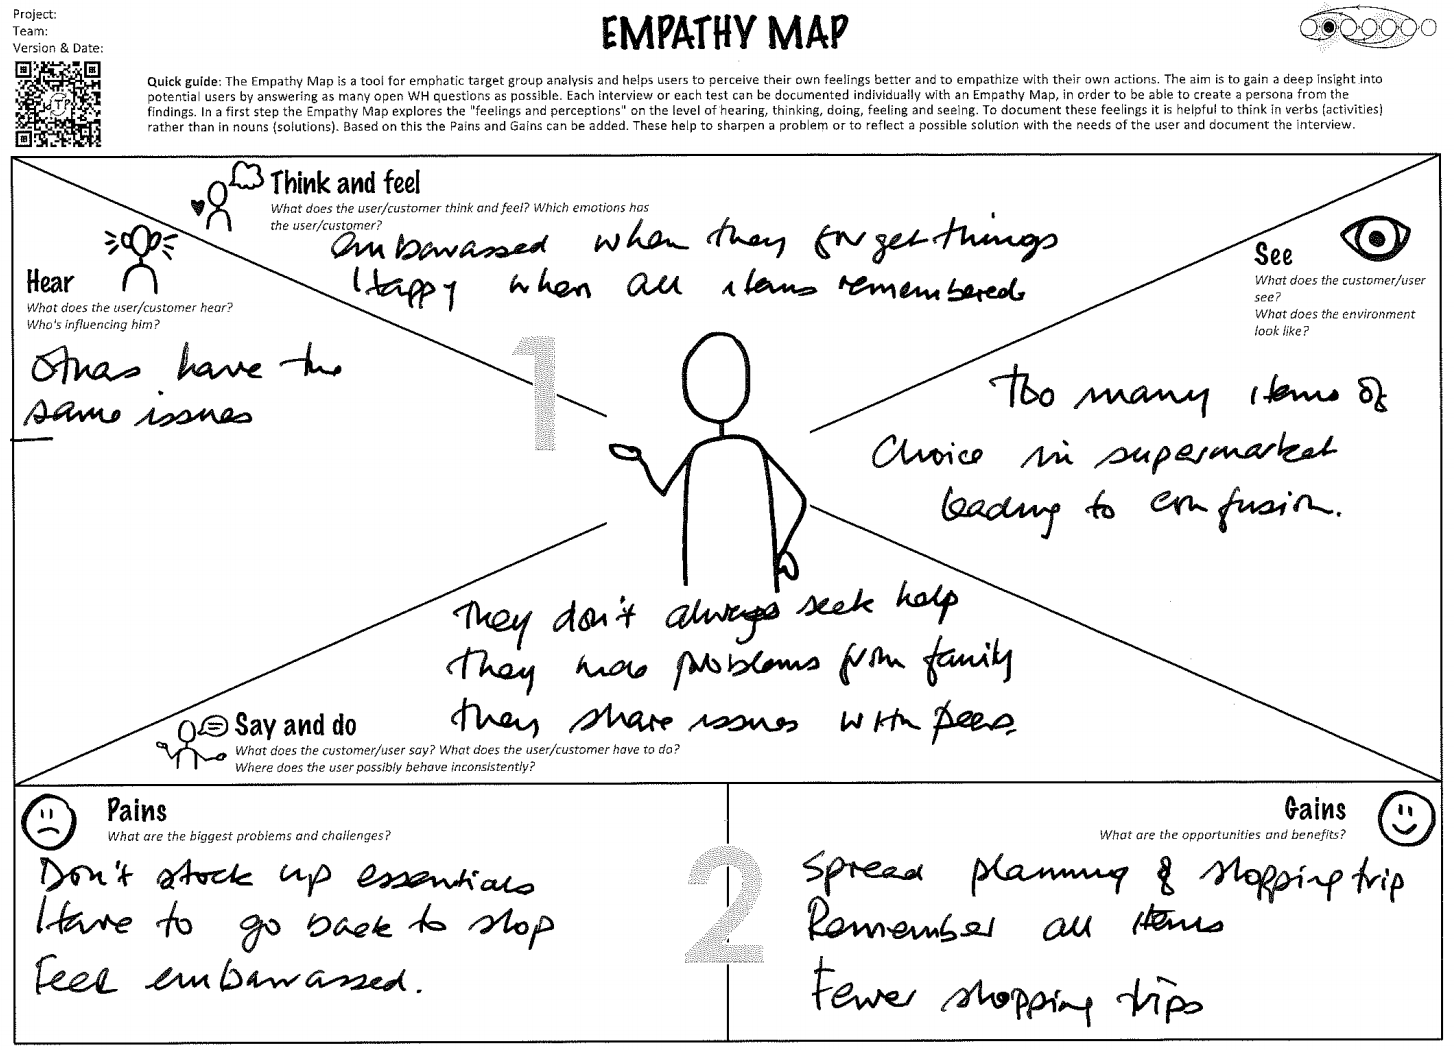 Project:
Team:
Version & Date:
EMPATHY MAP
Quick guide: The Empathy Map is a tool for emphatic target group analysis and helps users to perceive their own feelings better and to empathize with their own actions. The aim is to gain a deep insight into
potential users by answering as many open WH questions as possible. Each interview or each test can be documented individually with an Empathy Map, in order to be able to create a persona from the
findings. In a first step the Empathy Map explores the "feelings and perceptions" on the level of hearing, thinking, doing, feeling and seeing. To document these feelings it is helpful to think in verbs (activities)
rather than in nouns (solutions). Based on this the Pains and Gains can be added. These help to sharpen a problem or to reflect a possible solution with the needs of the user and document the interview.
Think and feel
What does the user/customer think and feel? Which emotions has
the user/customer?
Embarrassed when they forget things
Happy when all items remembered
Hear
What does the user/customer hear?
Who's influencing him?
Others have the
same issues
See
What does the customer/user
see?
What does the environment
look like?
Too many items of
Choice in supermarket
leading to confusion.
1
They don't always seek help
They problems from family
they share issues with peers.
Say and do
What does the customer/user say? What does the user/customer have to do?
Where does the user possibly behave inconsistently?
Pains
What are the biggest problems and challenges?
Don't stock up essentials
Have to go back to shop
Feel embarrassed.
2
Gains
What are the opportunities and benefits?
Spread planning & shopping trip
Remember all items
Fewer shopping trips